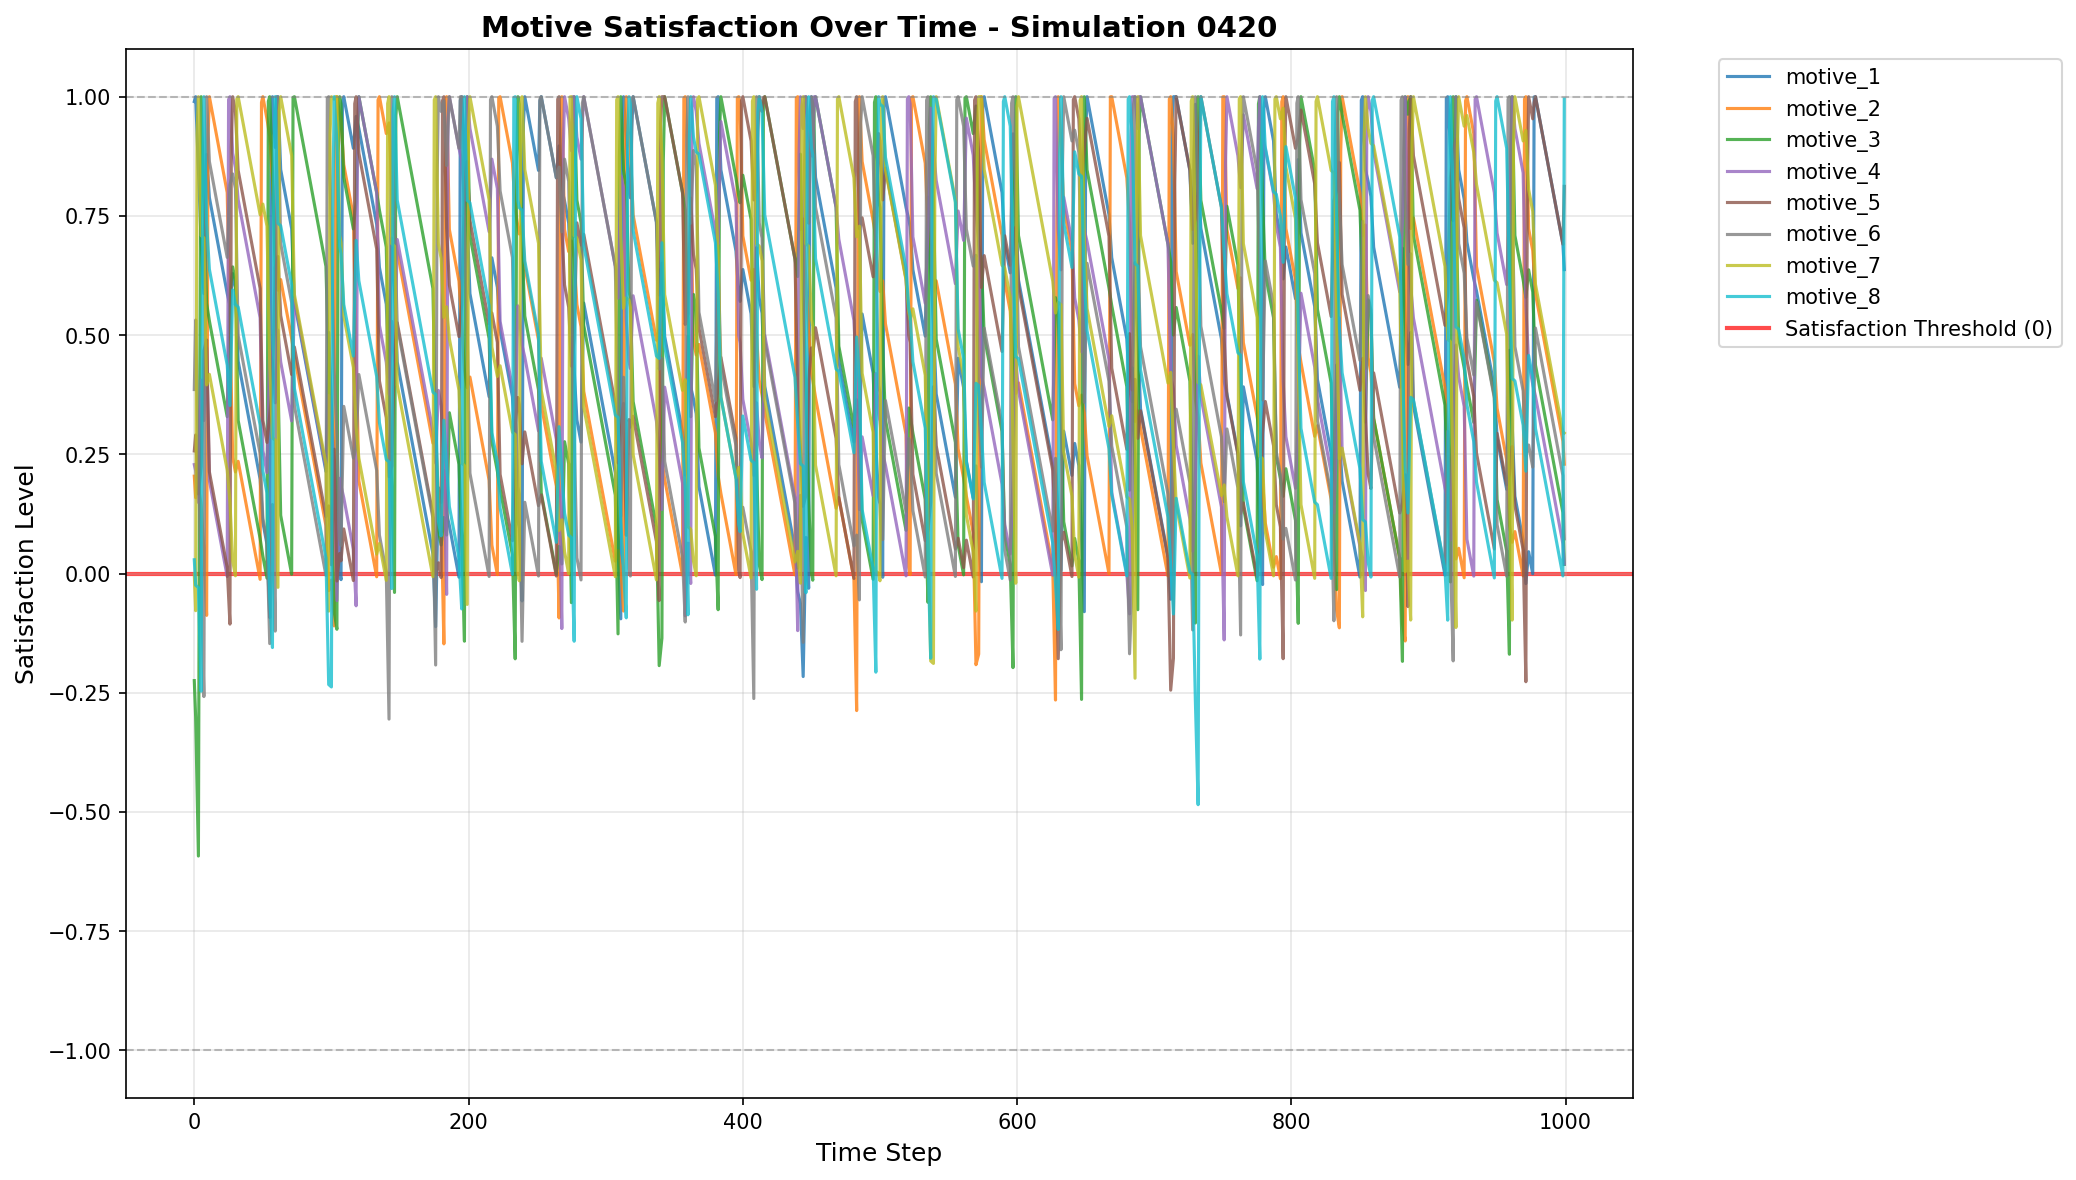 Motive Satisfaction Over Time - Simulation 0420
1.00
0.75
0.50
0.25
0.00
−0.25
−0.50
−0.75
−1.00
Satisfaction Level
0
200
400
600
800
1000
Time Step
motive_1
motive_2
motive_3
motive_4
motive_5
motive_6
motive_7
motive_8
Satisfaction Threshold (0)